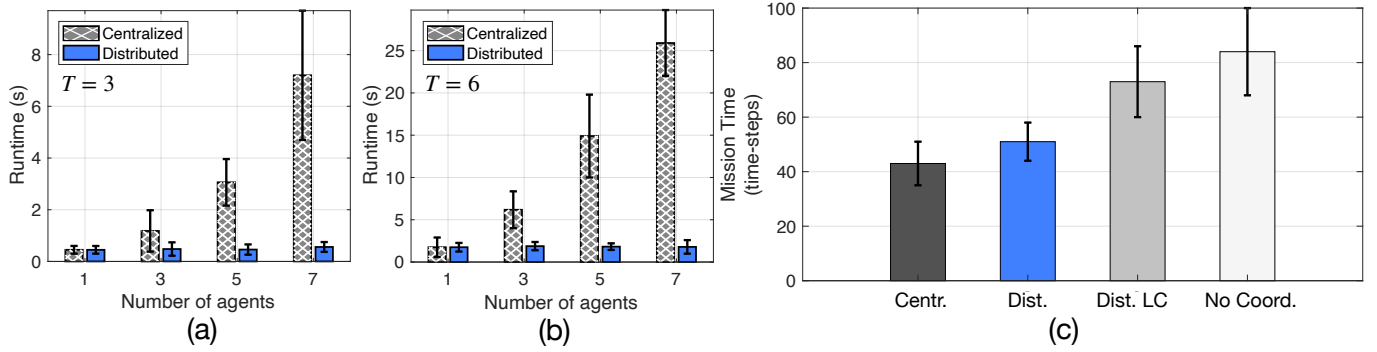 Centralized
Distributed
T = 3
Runtime (s)
8
6
4
2
0
1 3 5 7
Number of agents
(a)
Centralized
Distributed
T = 6
Runtime (s)
25
20
15
10
5
0
1 3 5 7
Number of agents
(b)
Mission Time
(time-steps)
100
80
60
40
20
0
Centr. Dist. Dist. LC No Coord.
(c)